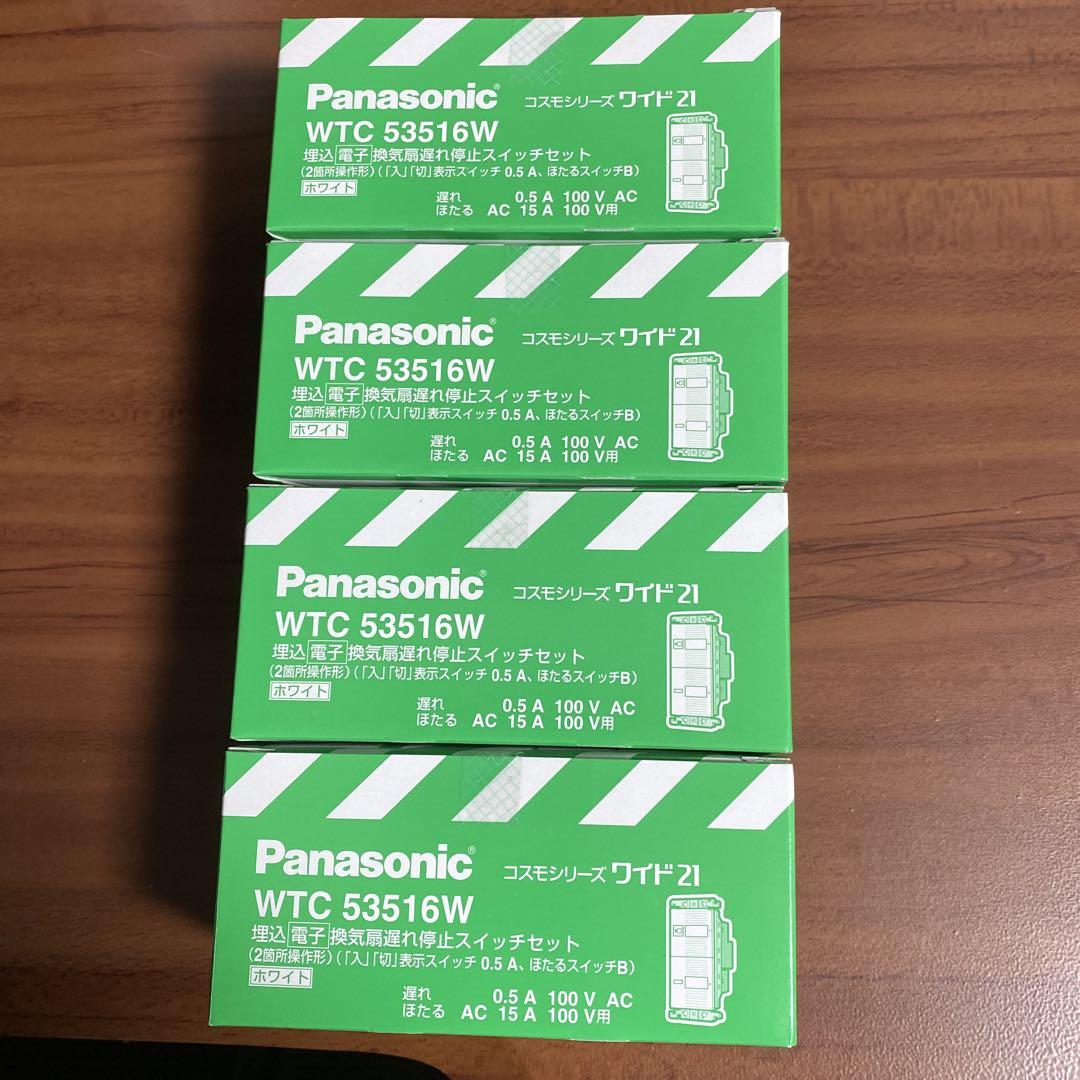 Panasonic® コスモシリーズ ワイド21
WTC 53516W
埋込 電子 換気扇遅れ停止スイッチセット
(2箇所操作形)(「入」「切」表示スイッチ 0.5 A、ほたるスイッチB)
ホワイト
遅れ 0.5 A 100 V AC
ほたる AC 15 A 100 V用
Panasonic® コスモシリーズ ワイド21
WTC 53516W
埋込 電子 換気扇遅れ停止スイッチセット
(2箇所操作形)(「入」「切」表示スイッチ 0.5 A、ほたるスイッチB)
ホワイト
遅れ 0.5 A 100 V AC
ほたる AC 15 A 100 V用
Panasonic® コスモシリーズ ワイド21
WTC 53516W
埋込 電子 換気扇遅れ停止スイッチセット
(2箇所操作形)(「入」「切」表示スイッチ 0.5 A、ほたるスイッチB)
ホワイト
遅れ 0.5 A 100 V AC
ほたる AC 15 A 100 V用
Panasonic® コスモシリーズ ワイド21
WTC 53516W
埋込 電子 換気扇遅れ停止スイッチセット
(2箇所操作形)(「入」「切」表示スイッチ 0.5 A、ほたるスイッチB)
ホワイト
遅れ 0.5 A 100 V AC
ほたる AC 15 A 100 V用